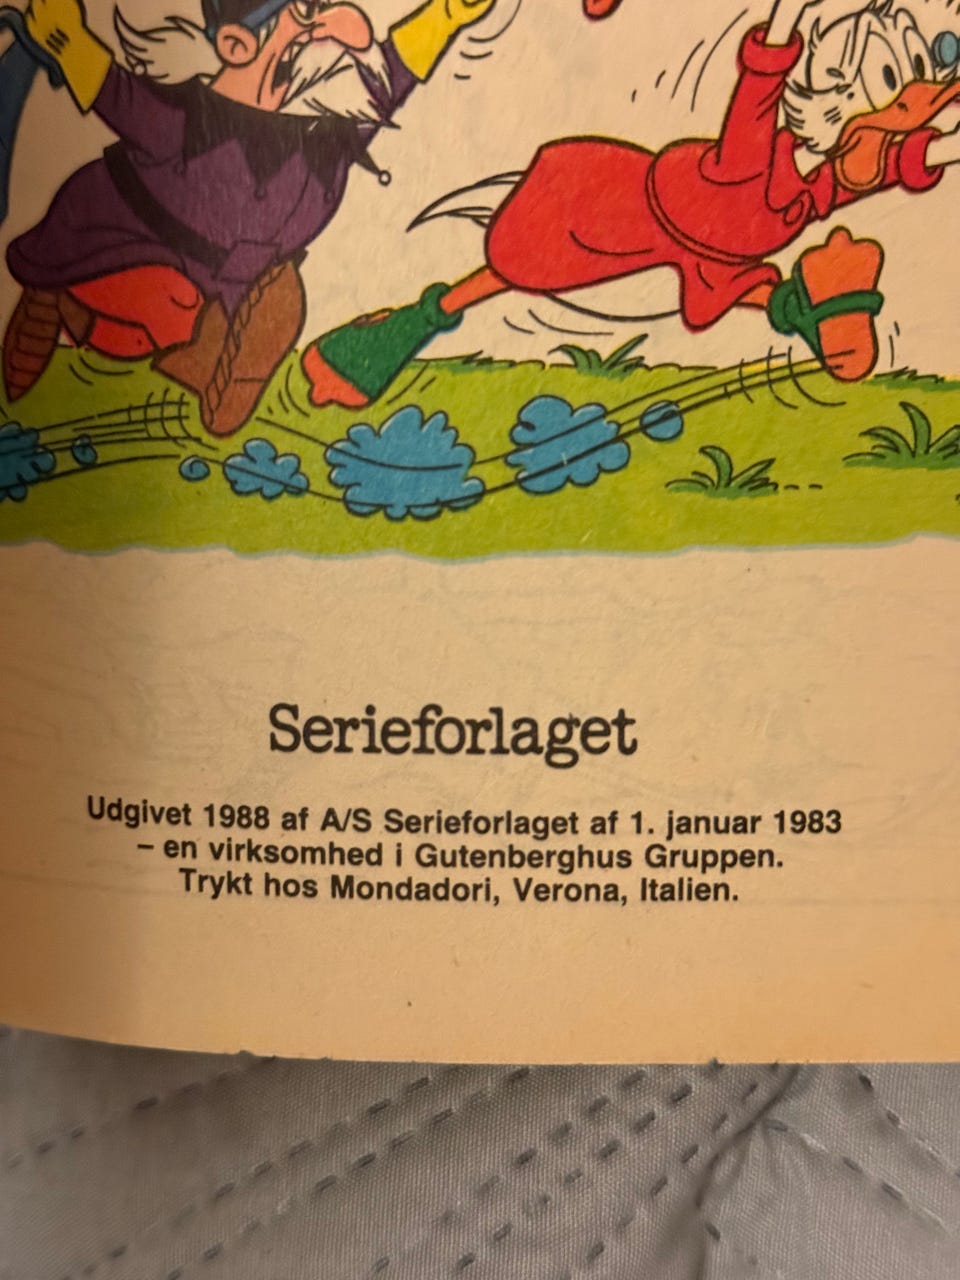 Serieforlaget
Udgivet 1988 af A/S Serieforlaget af 1. januar 1983
– en virksomhed i Gutenberghus Gruppen.
Trykt hos Mondadori, Verona, Italien.